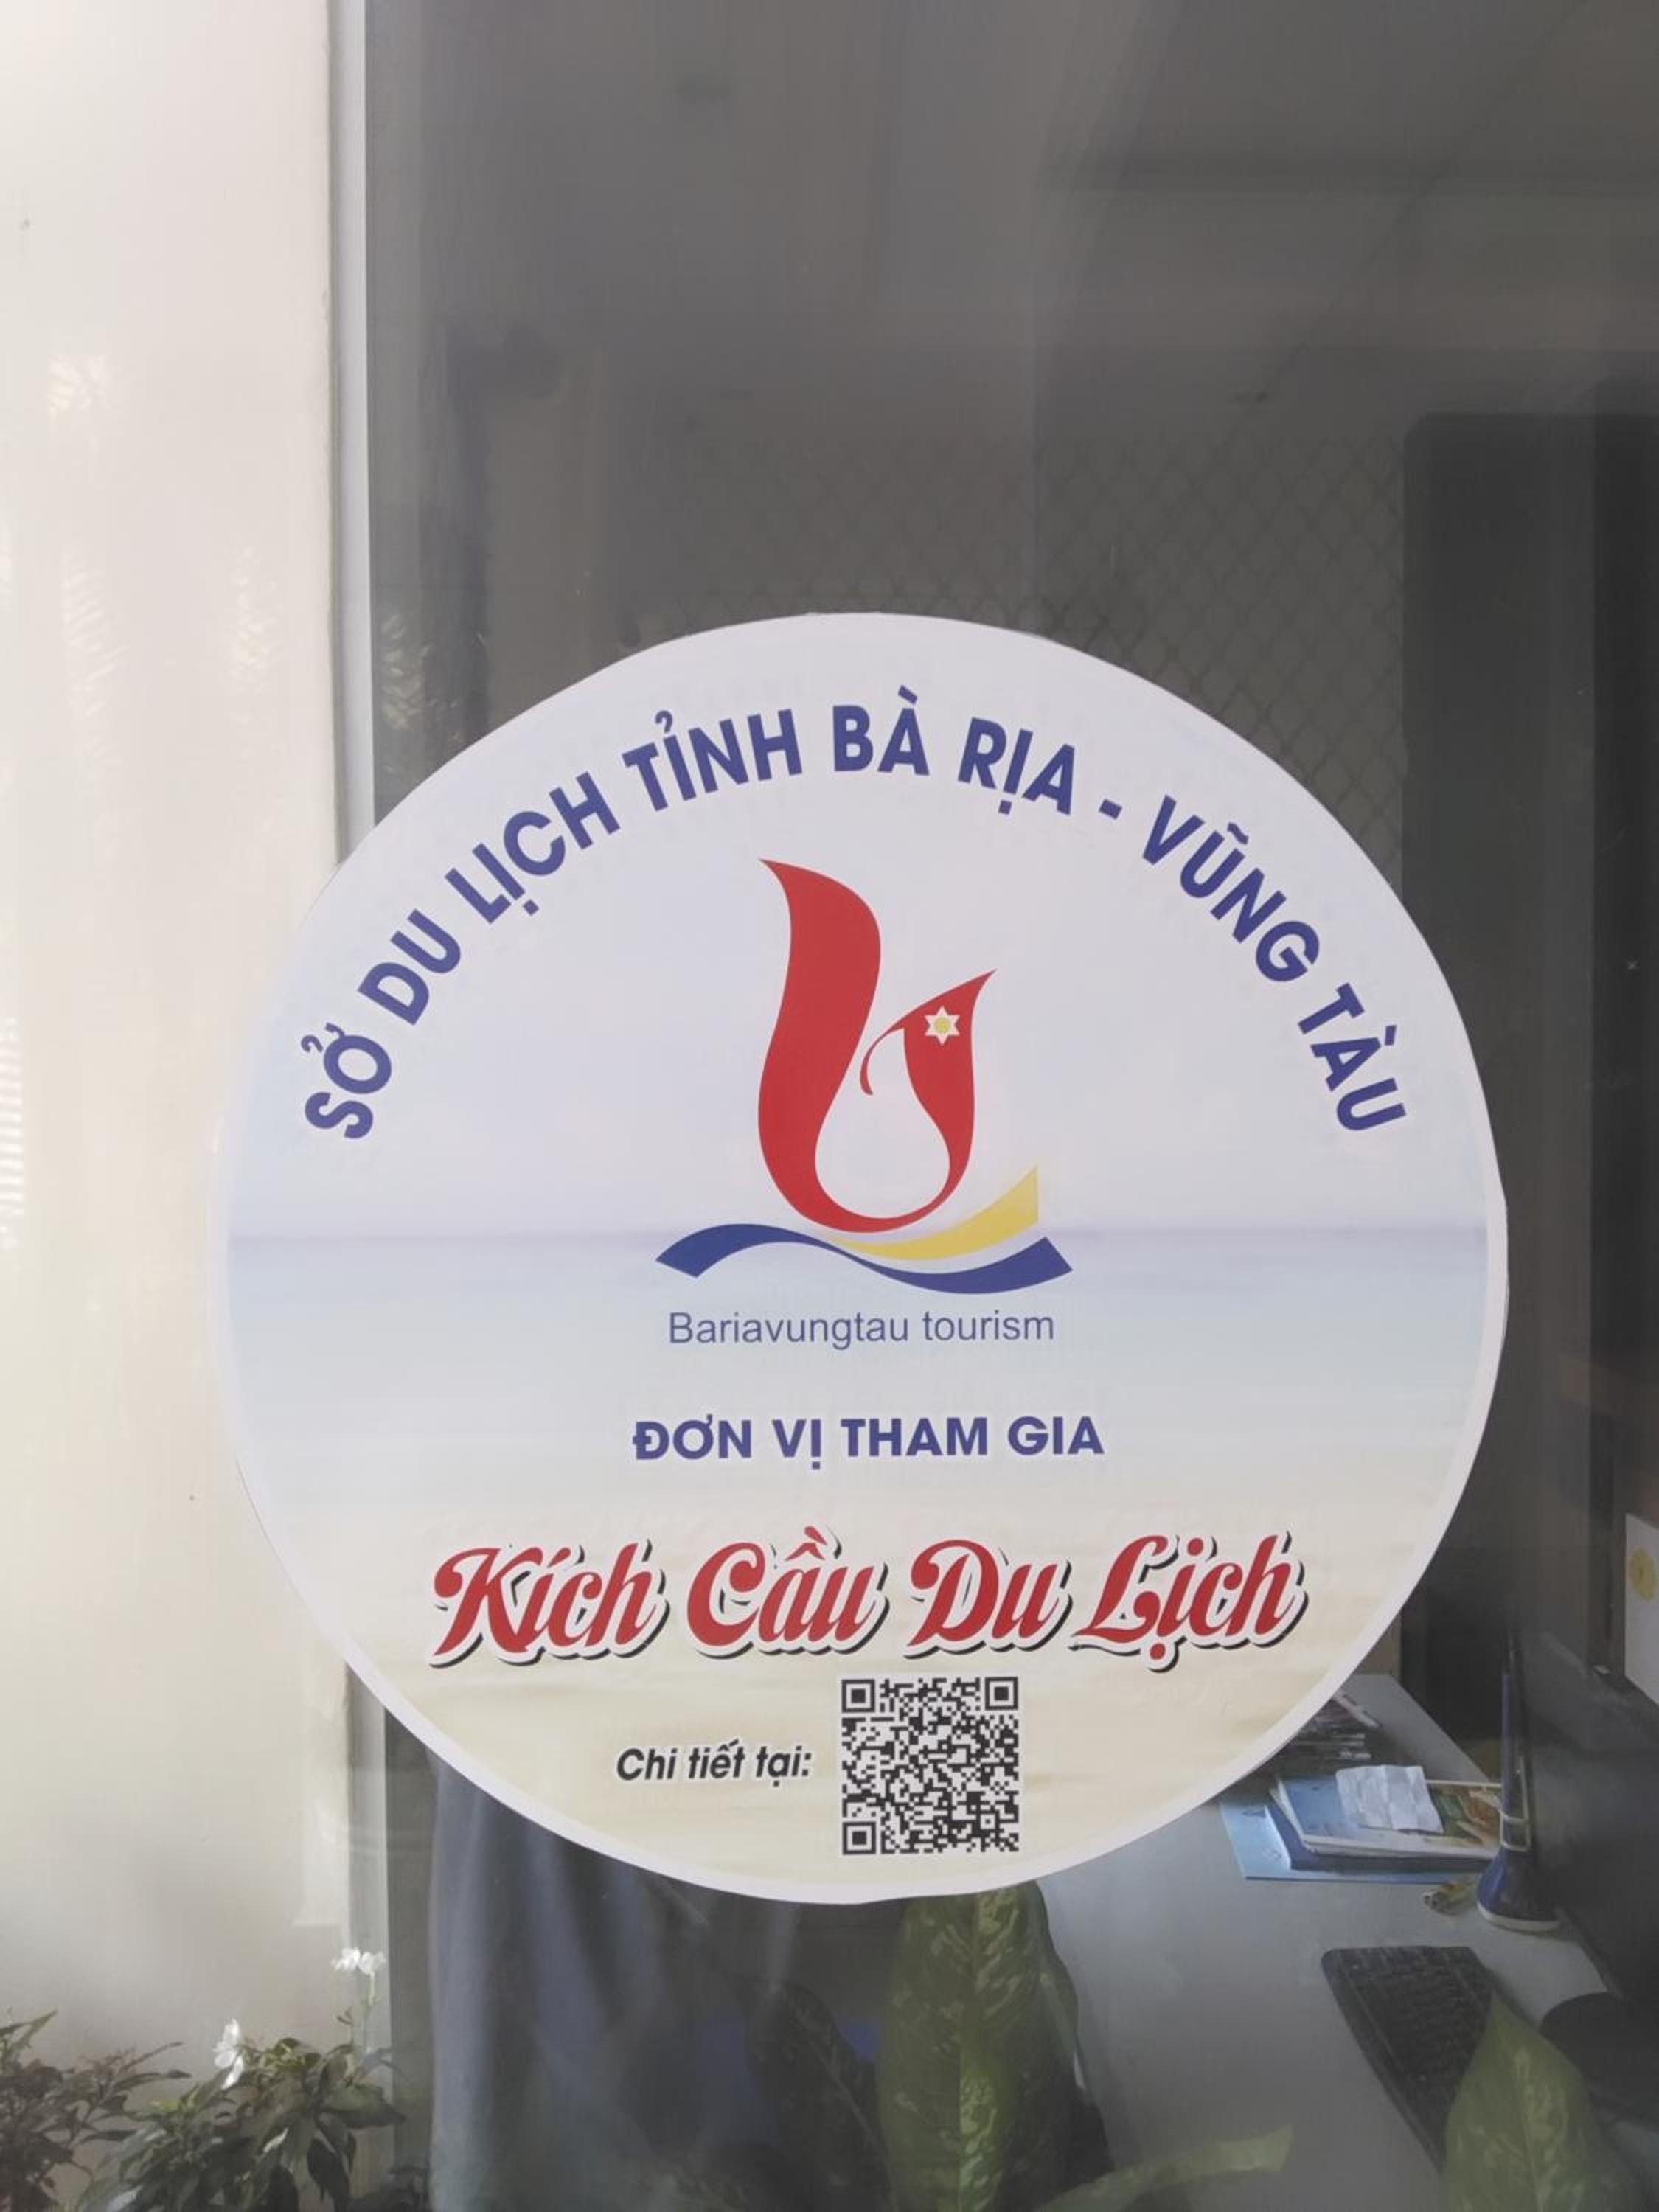 SỞ DU LỊCH TỈNH BÀ RỊA - VŨNG TÀU
Bariavungtau tourism
ĐƠN VỊ THAM GIA
Kích Cầu Du Lịch
Chi tiết tại: